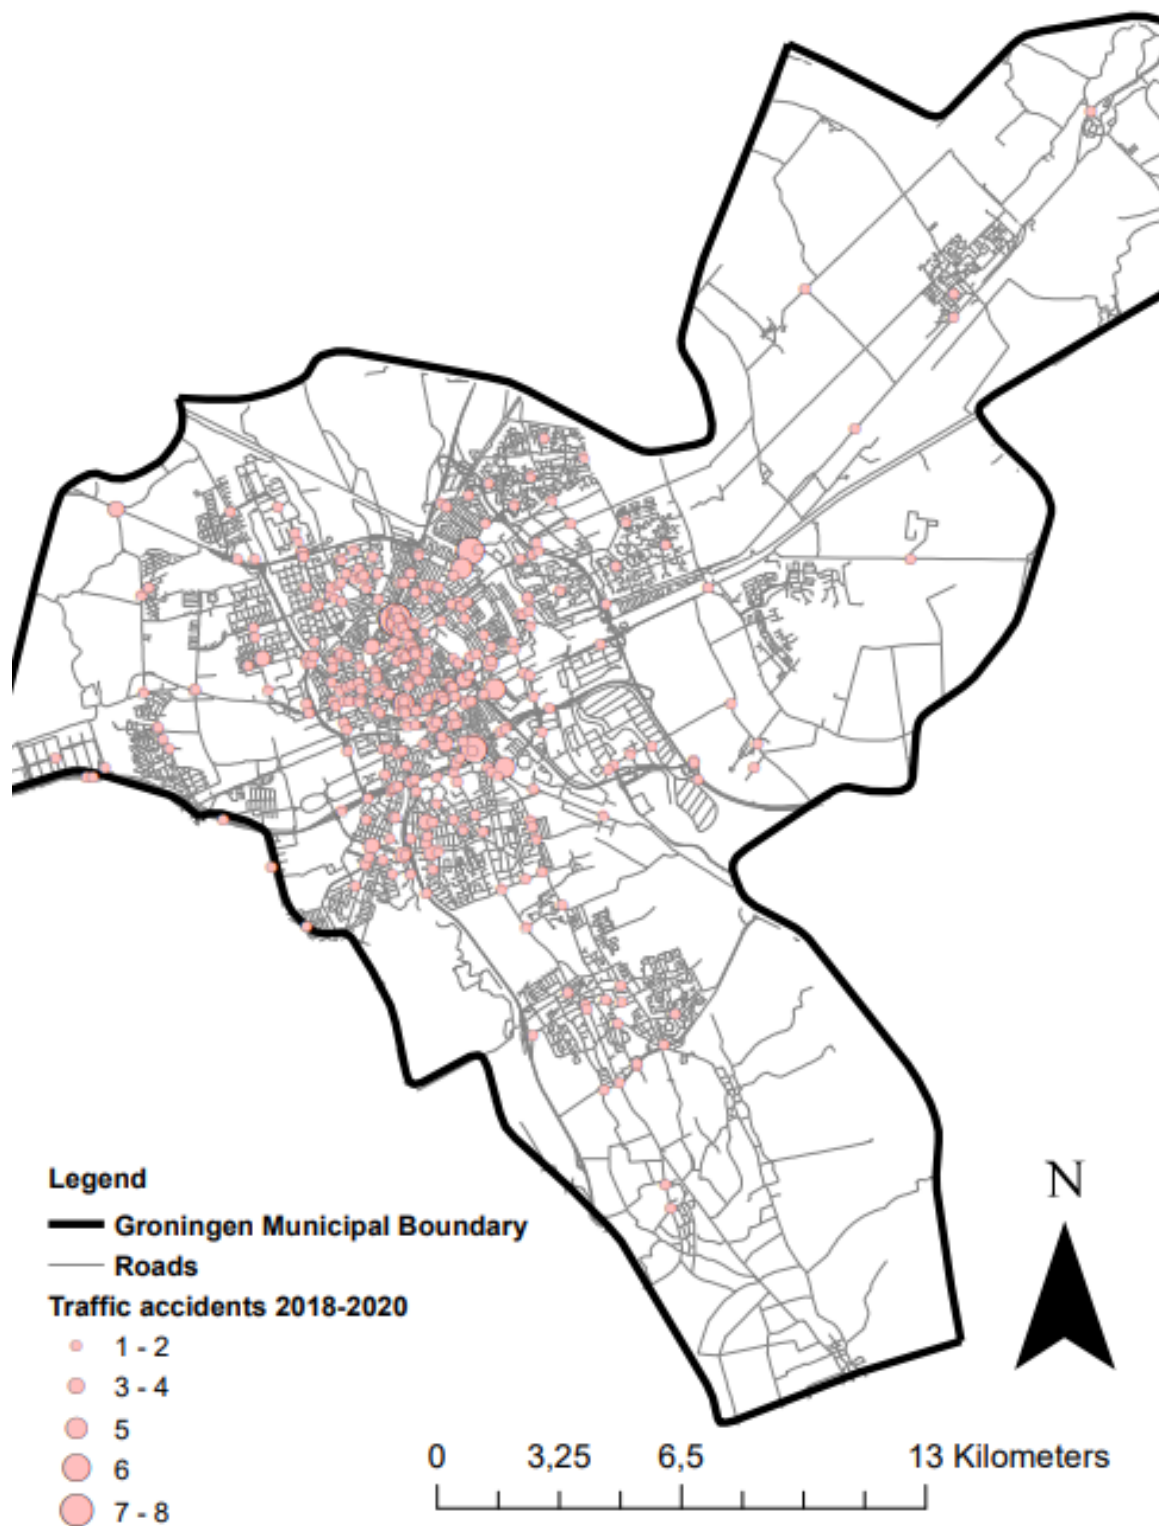 N
Legend
Groningen Municipal Boundary
Roads
Traffic accidents 2018-2020
1 - 2
3 - 4
5
6
7 - 8
0 3,25 6,5 13 Kilometers